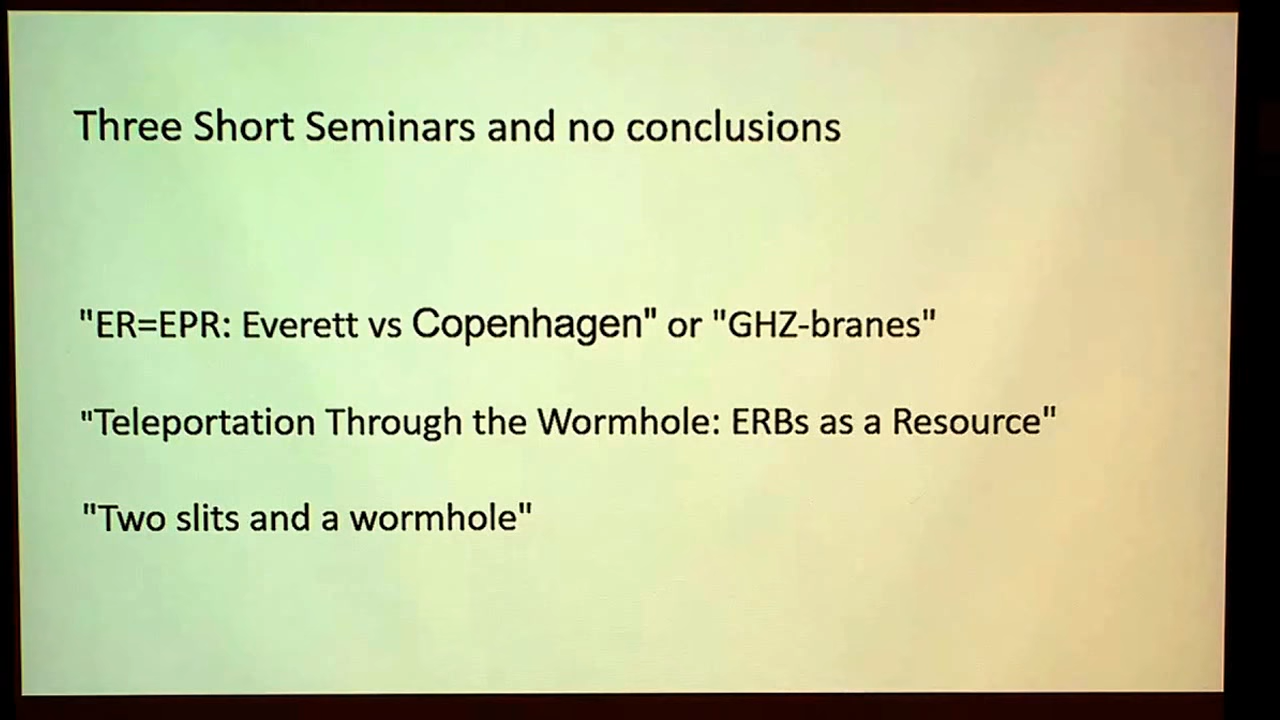 Three Short Seminars and no conclusions
"ER=EPR: Everett vs Copenhagen" or "GHZ-branes"
"Teleportation Through the Wormhole: ERBs as a Resource"
"Two slits and a wormhole"